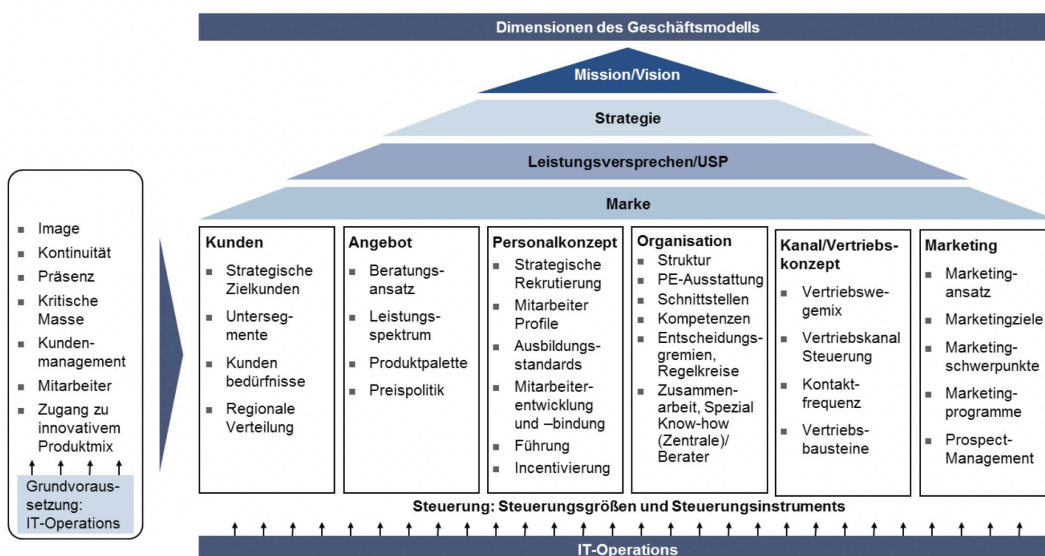 Dimensionen des Geschäftsmodells
Mission/Vision
Strategie
Leistungsversprechen/USP
Marke
Image
Kontinuität
Präsenz
Kritische
Masse
Kunden-
management
Mitarbeiter
Zugang zu
innovativem
Produktmix
Grundvoraus-
setzung:
IT-Operations
Kunden
Strategische
Zielkunden
Unterseg-
mente
Kunden
bedürfnisse
Regionale
Verteilung
Angebot
Beratungs-
ansatz
Leistungs-
spektrum
Produktpalette
Preispolitik
Personalkonzept
Strategische
Rekrutierung
Mitarbeiter
Profile
Ausbildungs-
standards
Mitarbeiter-
entwicklung
und –bindung
Führung
Incentivierung
Organisation
Struktur
PE-Ausstattung
Schnittstellen
Kompetenzen
Entscheidungs-
gremien,
Regelkreise
Zusammen-
arbeit, Spezial
Know-how
(Zentrale)/
Berater
Kanal/Vertriebs-
konzept
Vertriebswe-
gemix
Vertriebskanal
Steuerung
Kontakt-
frequenz
Vertriebs-
bausteine
Marketing
Marketing-
ansatz
Marketingziele
Marketing-
schwerpunkte
Marketing-
programme
Prospect-
Management
Steuerung: Steuerungsgrößen und Steuerungsinstruments
IT-Operations